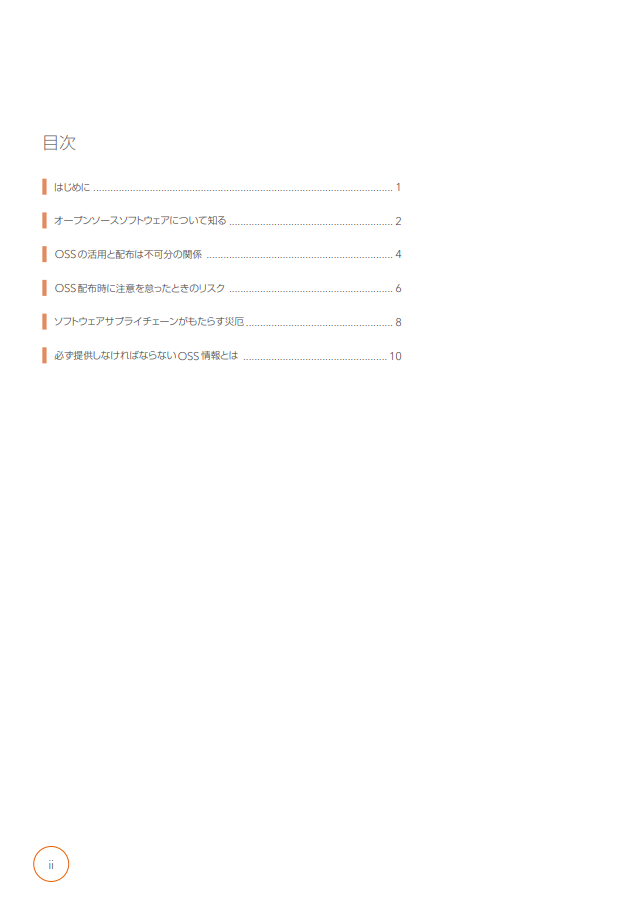 目次
はじめに ........................................ 1
オープンソースソフトウェアについて知る ........................................ 2
OSSの活用と配布は不可分の関係 ........................................ 4
OSS配布時に注意を怠ったときのリスク ........................................ 6
ソフトウェアサプライチェーンがもたらす災厄 ........................................ 8
必ず提供しなければならないOSS情報とは ........................................ 10
ii